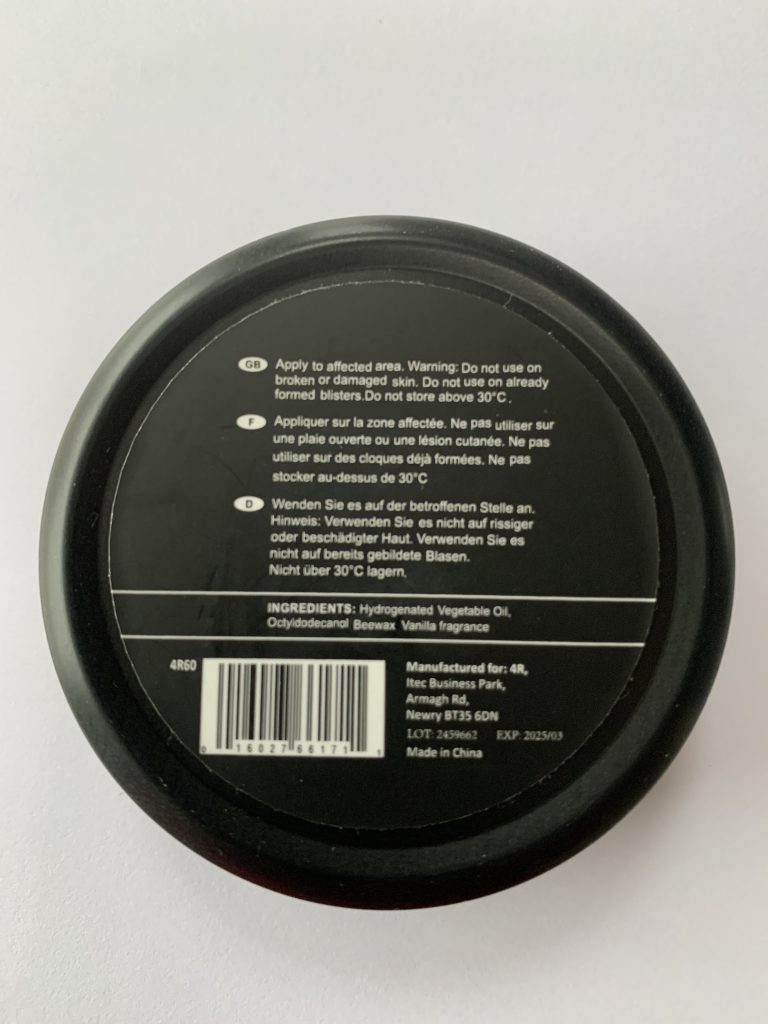 GB Apply to affected area. Warning: Do not use on
broken or damaged skin. Do not use on already
formed blisters.Do not store above 30°C.
F Appliquer sur la zone affectée. Ne pas utiliser sur
une plaie ouverte ou une lésion cutanée. Ne pas
utiliser sur des cloques déjà formées. Ne pas
stocker au-dessus de 30°C
D Wenden Sie es auf der betroffenen Stelle an.
Hinweis: Verwenden Sie es nicht auf rissiger
oder beschädigter Haut. Verwenden Sie es
nicht auf bereits gebildete Blasen.
Nicht über 30°C lagern.
INGREDIENTS: Hydrogenated Vegetable Oil,
Octyldodecanol Beewax Vanilla fragrance
4R60
0 16027 66171 1
Manufactured for: 4R,
Itec Business Park,
Armagh Rd,
Newry BT35 6DN
LOT: 2459662 EXP: 2025/03
Made in China